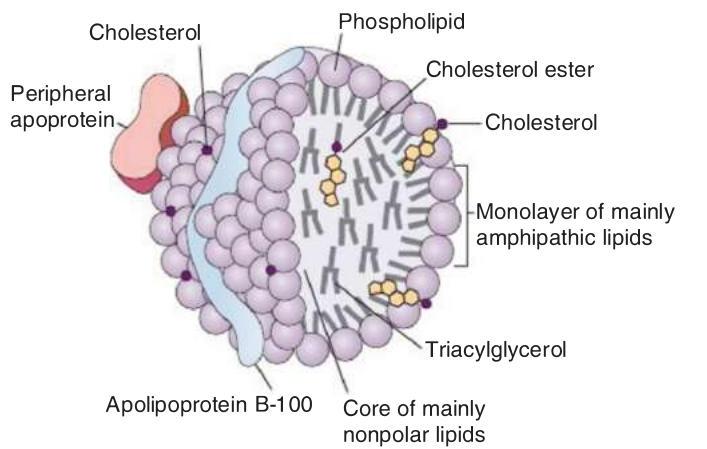 Phospholipid
Cholesterol
Cholesterol ester
Peripheral
apoprotein
Cholesterol
Monolayer of mainly
amphipathic lipids
Triacylglycerol
Apolipoprotein B-100
Core of mainly
nonpolar lipids